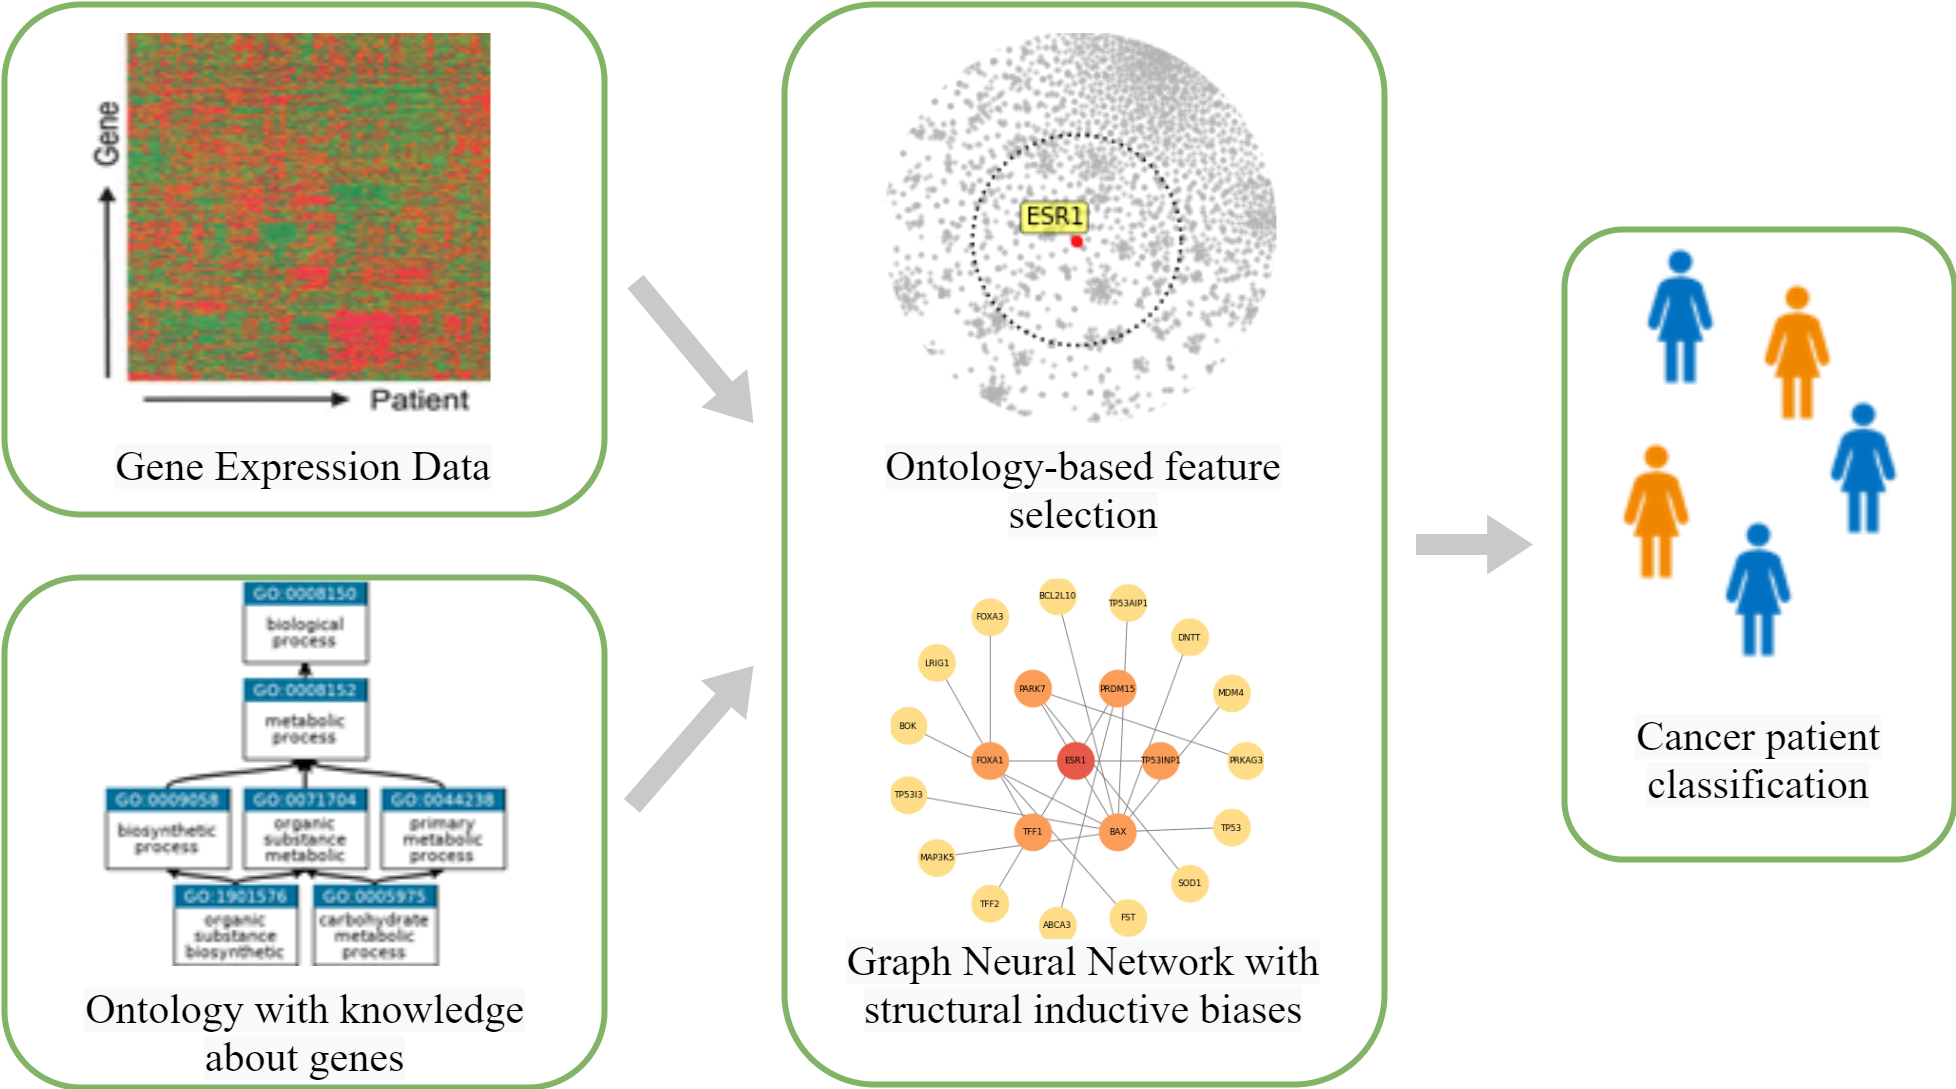 Gene
Patient
Gene Expression Data
GO:0008150
biological
process
GO:0008152
metabolic
process
GO:0009058
biosynthetic
process
GO:0071704
organic
substance
metabolic
GO:0044238
primary
metabolic
process
GO:1901576
organic
substance
biosynthetic
GO:0005975
carbohydrate
metabolic
process
Ontology with knowledge
about genes
ESR1
Ontology-based feature
selection
BCL2L10
TP53AIP1
FOXA3
DNTT
LRIG1
PARK7
PRDM15
MDM4
BOK
FOXA1
ESR1
TP53INP1
PRKAG3
TP53I3
TFF1
BAX
TP53
MAP3K5
SOD1
TFF2
ABCA3
FST
Graph Neural Network with
structural inductive biases
Cancer patient
classification